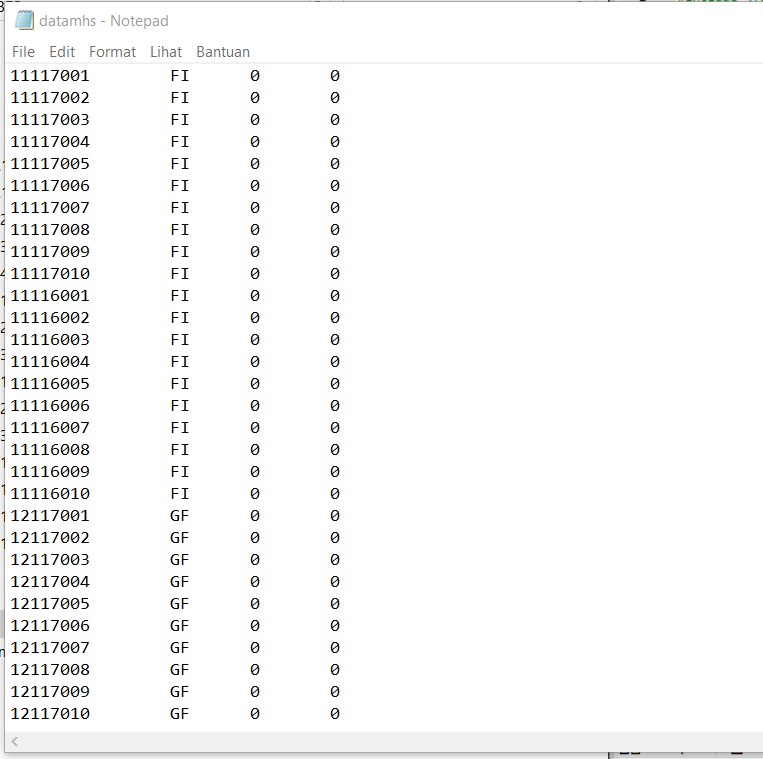 datamhs - Notepad
File Edit Format Lihat Bantuan
11117001 FI 0 0
11117002 FI 0 0
11117003 FI 0 0
11117004 FI 0 0
11117005 FI 0 0
11117006 FI 0 0
11117007 FI 0 0
11117008 FI 0 0
11117009 FI 0 0
11117010 FI 0 0
11116001 FI 0 0
11116002 FI 0 0
11116003 FI 0 0
11116004 FI 0 0
11116005 FI 0 0
11116006 FI 0 0
11116007 FI 0 0
11116008 FI 0 0
11116009 FI 0 0
11116010 FI 0 0
12117001 GF 0 0
12117002 GF 0 0
12117003 GF 0 0
12117004 GF 0 0
12117005 GF 0 0
12117006 GF 0 0
12117007 GF 0 0
12117008 GF 0 0
12117009 GF 0 0
12117010 GF 0 0